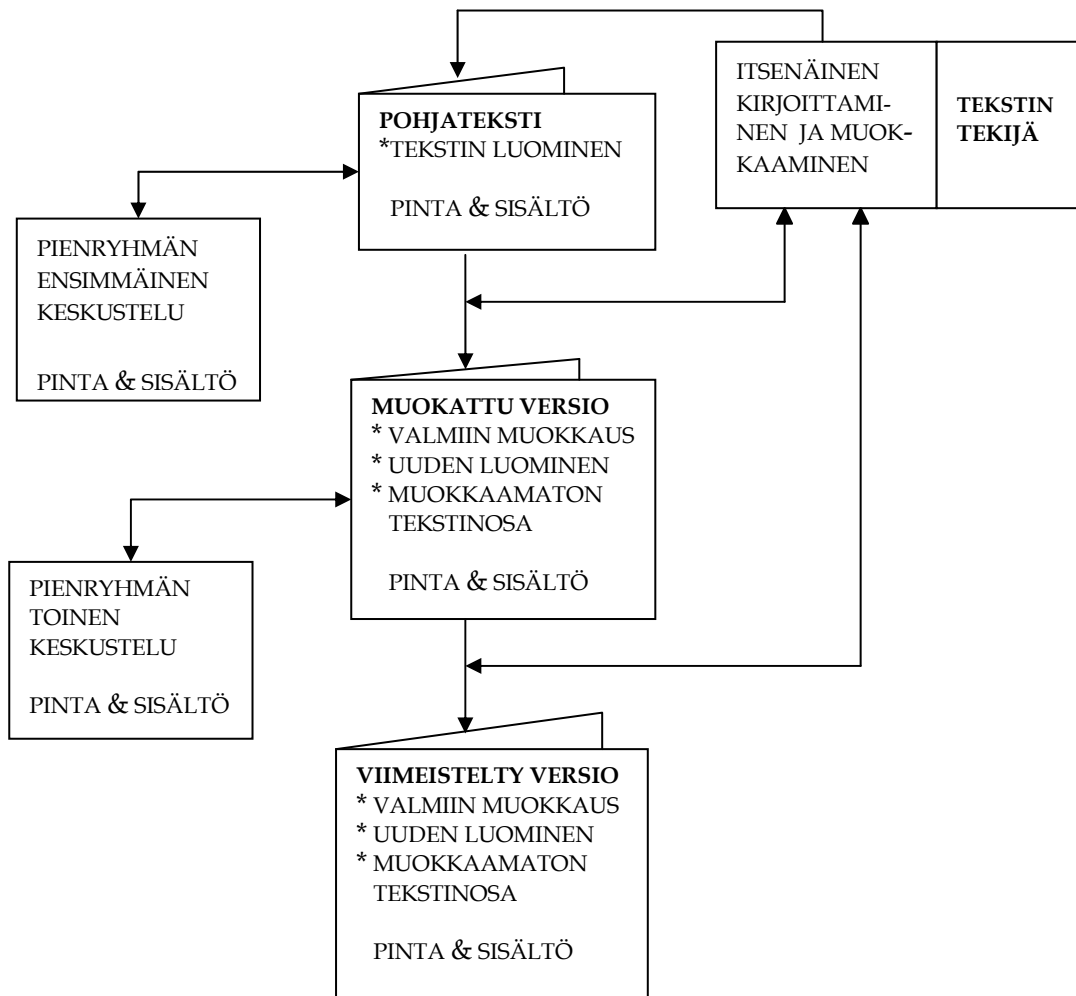 ITSENÄINEN
KIRJOITTAMI-
NEN JA MUOK-
KAAMINEN
TEKSTIN
TEKIJÄ
POHJATEKSTI
*TEKSTIN LUOMINEN
PINTA & SISÄLTÖ
PIENRYHMÄN
ENSIMMÄINEN
KESKUSTELU
PINTA & SISÄLTÖ
MUOKATTU VERSIO
* VALMIIN MUOKKAUS
* UUDEN LUOMINEN
* MUOKKAAMATON
TEKSTINOSA
PINTA & SISÄLTÖ
PIENRYHMÄN
TOINEN
KESKUSTELU
PINTA & SISÄLTÖ
VIIMEISTELTY VERSIO
* VALMIIN MUOKKAUS
* UUDEN LUOMINEN
* MUOKKAAMATON
TEKSTINOSA
PINTA & SISÄLTÖ